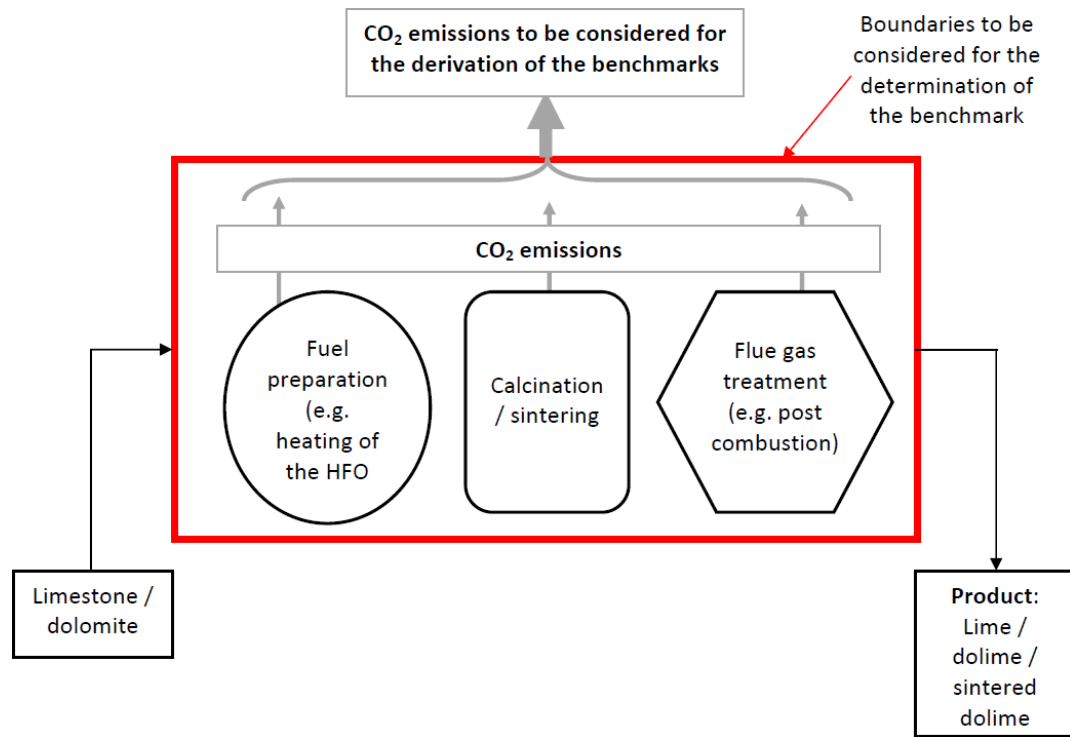 CO₂ emissions to be considered for
the derivation of the benchmarks
Boundaries to be
considered for the
determination of
the benchmark
CO₂ emissions
Fuel
preparation
(e.g.
heating of
the HFO
Calcination
/ sintering
Flue gas
treatment
(e.g. post
combustion)
Limestone /
dolomite
Product:
Lime /
dolime /
sintered
dolime